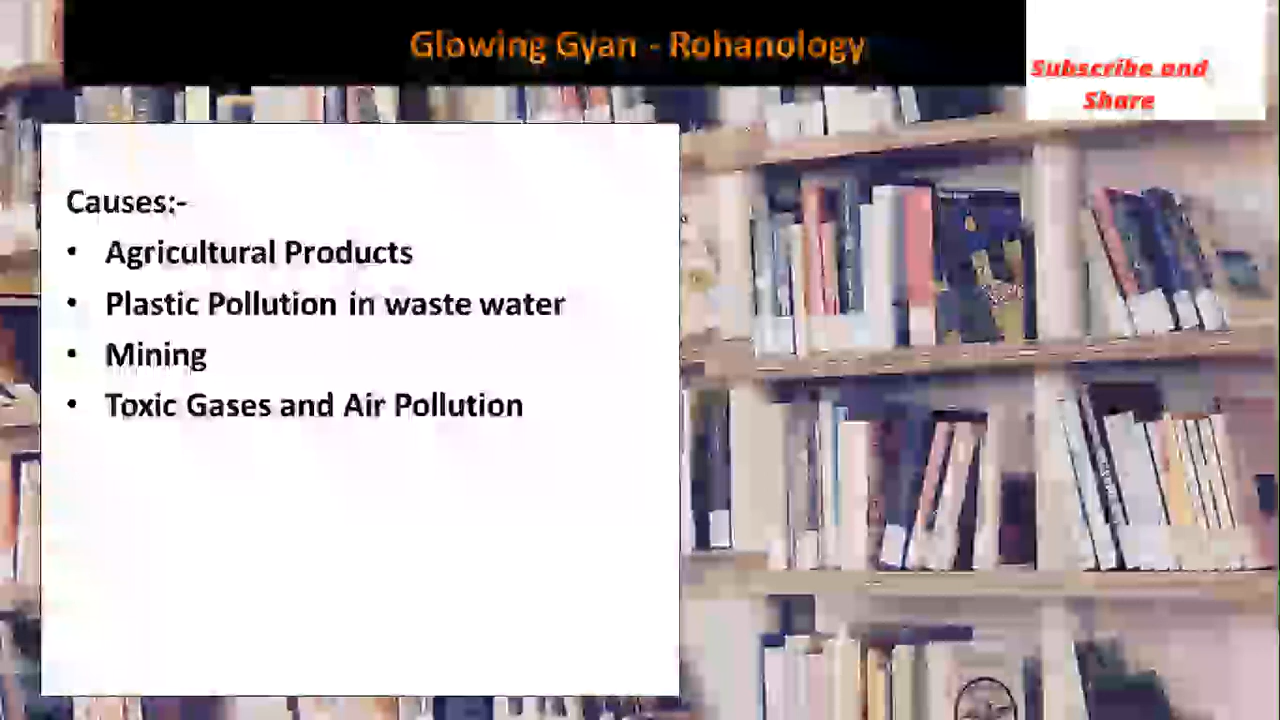 Glowing Gyan - Rohanology
Subscribe and
Share
Causes:-
• Agricultural Products
• Plastic Pollution in waste water
• Mining
• Toxic Gases and Air Pollution